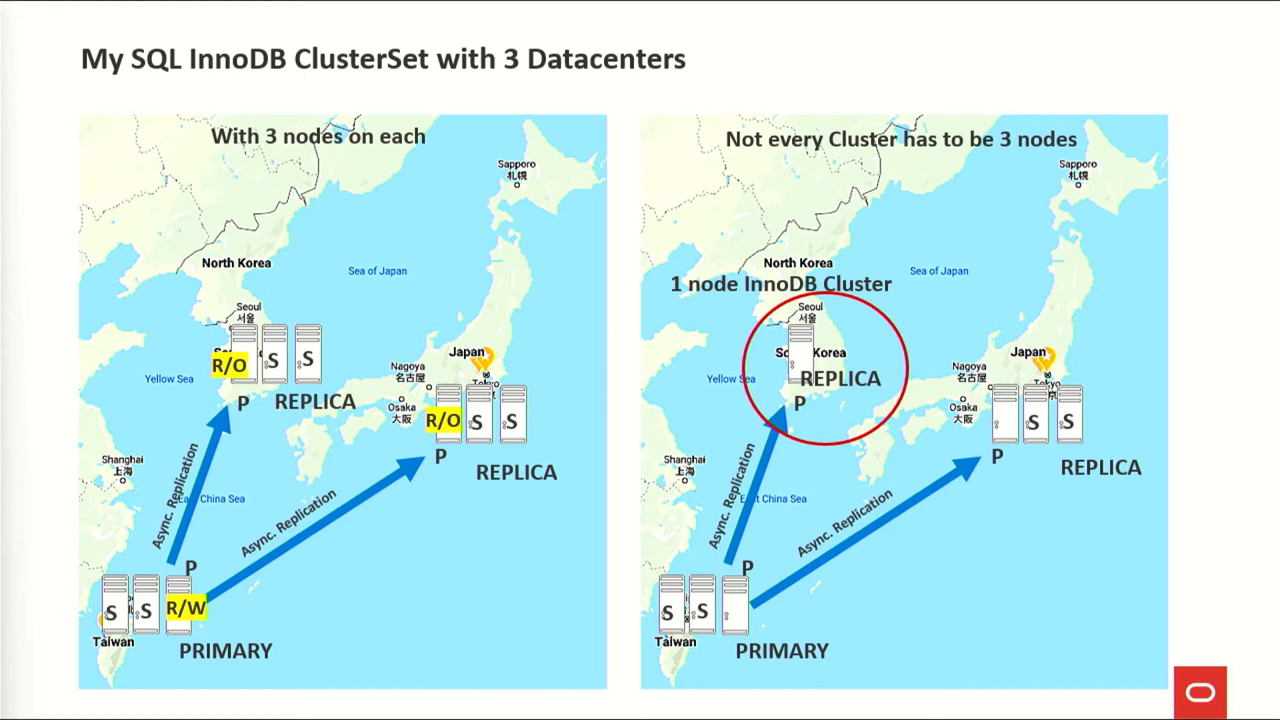 My SQL InnoDB ClusterSet with 3 Datacenters
With 3 nodes on each
Sapporo
札幌
North Korea
Sea of Japan
Seoul
서울
R/O
S
S
Yellow Sea
P
REPLICA
Nagoya
名古屋
Japan
Osaka
大阪
R/O
S
S
P
REPLICA
Shanghai
上海
Async. Replication
East China Sea
Async. Replication
P
S
S
R/W
Taiwan
PRIMARY
Not every Cluster has to be 3 nodes
Sapporo
札幌
North Korea
Sea of Japan
1 node InnoDB Cluster
Seoul
서울
South Korea
Yellow Sea
REPLICA
P
Nagoya
名古屋
Japan
Tokyo
Osaka
大阪
S
S
P
REPLICA
Shanghai
上海
Async. Replication
East China Sea
Async. Replication
P
S
S
Taiwan
PRIMARY